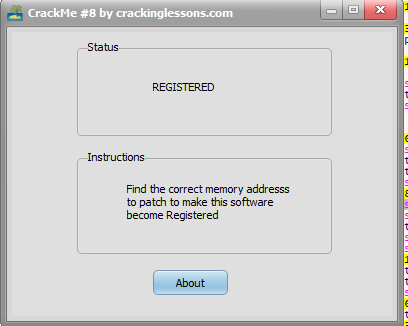 CrackMe #8 by crackinglessons.com
Status
REGISTERED
Instructions
Find the correct memory addresss
to patch to make this software
become Registered
About